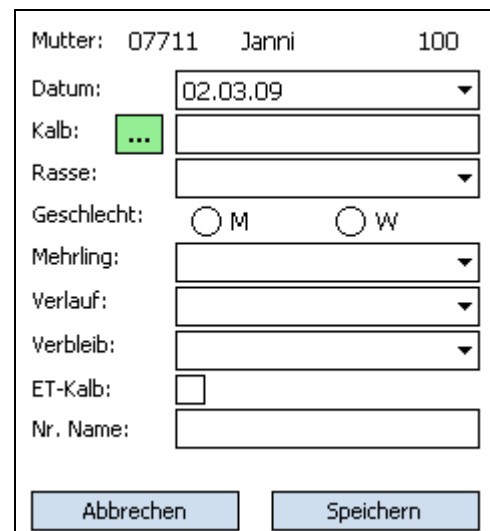 Mutter: 07711 Janni 100
Datum: 02.03.09
Kalb: ...
Rasse:
Geschlecht: M W
Mehrling:
Verlauf:
Verbleib:
ET-Kalb:
Nr. Name:
Abbrechen Speichern